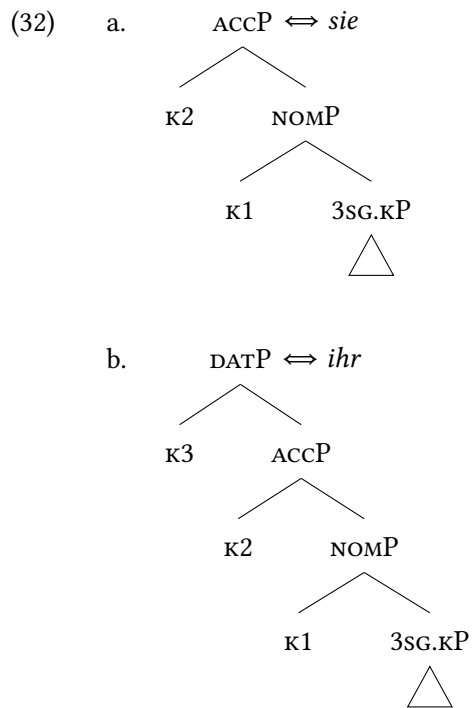 (32) a. ACCP ⇔ sie
K2 NOMP
K1 3SG.KP
b. DATP ⇔ ihr
K3 ACCP
K2 NOMP
K1 3SG.KP